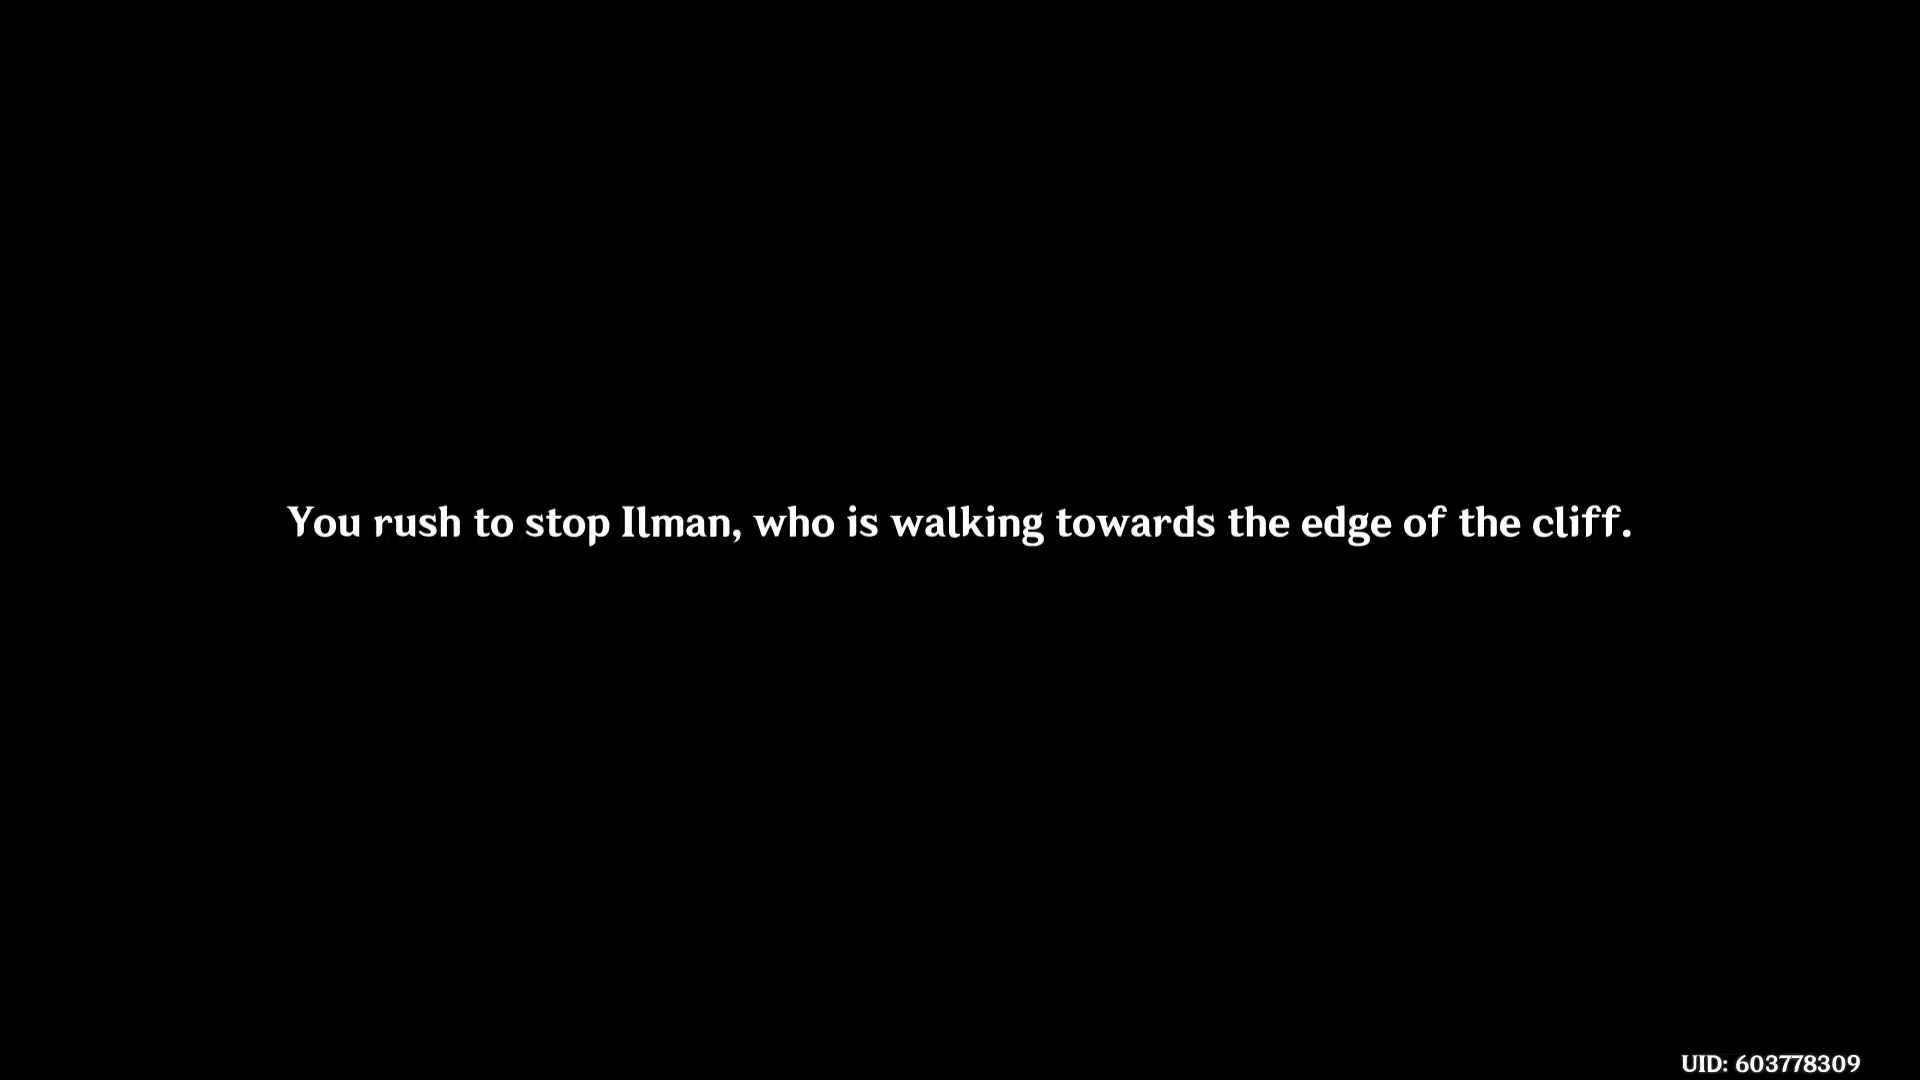 You rush to stop Ilman, who is walking towards the edge of the cliff.
UID: 603778309